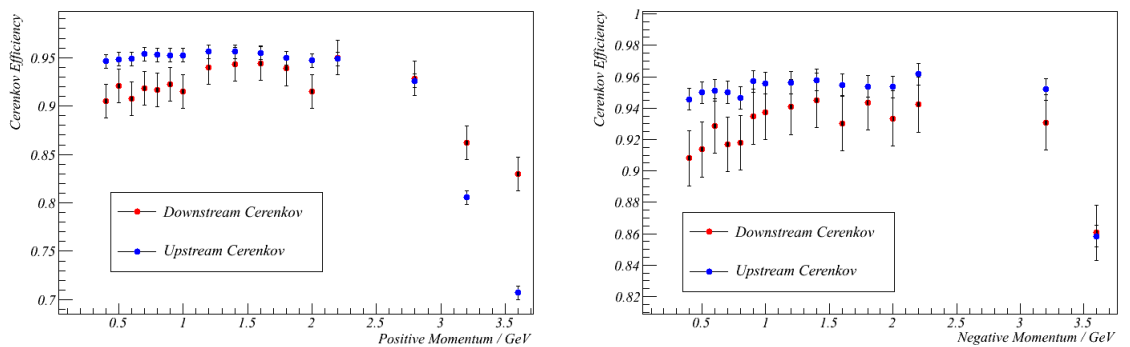 Cerenkov Efficiency
0.95
0.9
0.85
0.8
0.75
0.7
Downstream Cerenkov
Upstream Cerenkov
0.5 1 1.5 2 2.5 3 3.5
Positive Momentum / GeV
Cerenkov Efficiency
1
0.98
0.96
0.94
0.92
0.9
0.88
0.86
0.84
0.82
Downstream Cerenkov
Upstream Cerenkov
0.5 1 1.5 2 2.5 3 3.5
Negative Momentum / GeV